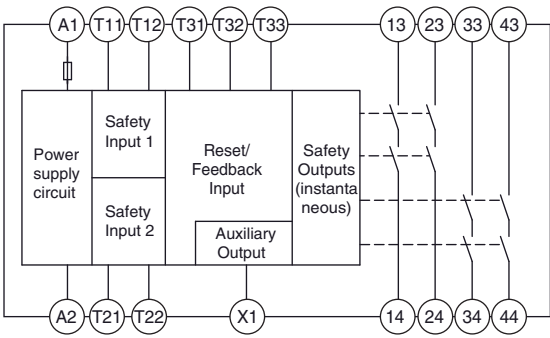 A1 T11 T12 T31 T32 T33 13 23 33 43
Safety
Input 1
Power
supply
circuit
Safety
Input 2
Reset/
Feedback
Input
Auxiliary
Output
Safety
Outputs
(instanta
neous)
A2 T21 T22 X1 14 24 34 44